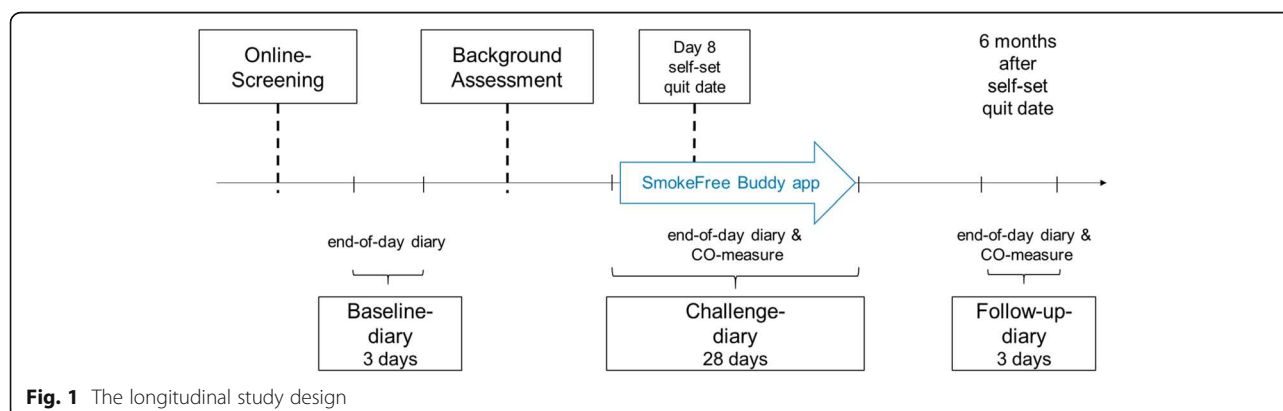 Online-
Screening
Background
Assessment
Day 8
self-set
quit date
6 months
after
self-set
quit date
SmokeFree Buddy app
end-of-day diary
end-of-day diary &
CO-measure
end-of-day diary &
CO-measure
Baseline-
diary
3 days
Challenge-
diary
28 days
Follow-up-
diary
3 days
Fig. 1 The longitudinal study design